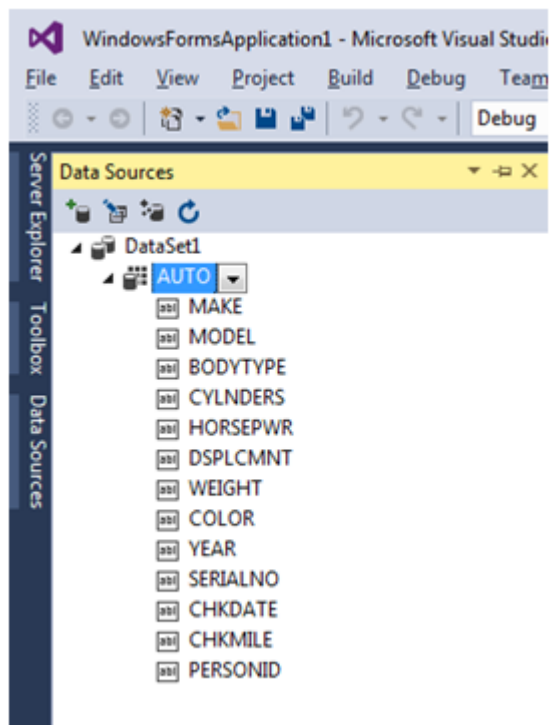 WindowsFormsApplication1 - Microsoft Visual Studi
File Edit View Project Build Debug Team
Debug
Server Explorer
Toolbox
Data Sources
Data Sources
DataSet1
AUTO
MAKE
MODEL
BODYTYPE
CYLNDERS
HORSEPWR
DSPLCMNT
WEIGHT
COLOR
YEAR
SERIALNO
CHKDATE
CHKMILE
PERSONID